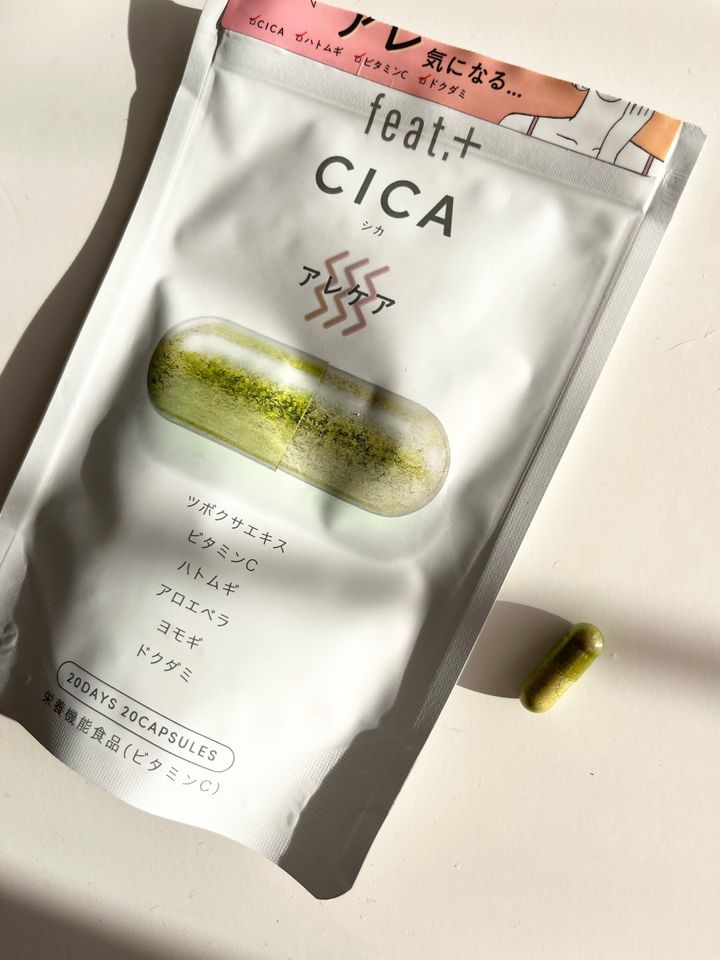 アレ
気になる...
CICA ハトムギ ビタミンC ドクダミ
feat.+
CICA
シカ
アレケア
ツボクサエキス
ビタミンC
ハトムギ
アロエベラ
ヨモギ
ドクダミ
20DAYS 20CAPSULES
栄養機能食品(ビタミンC)